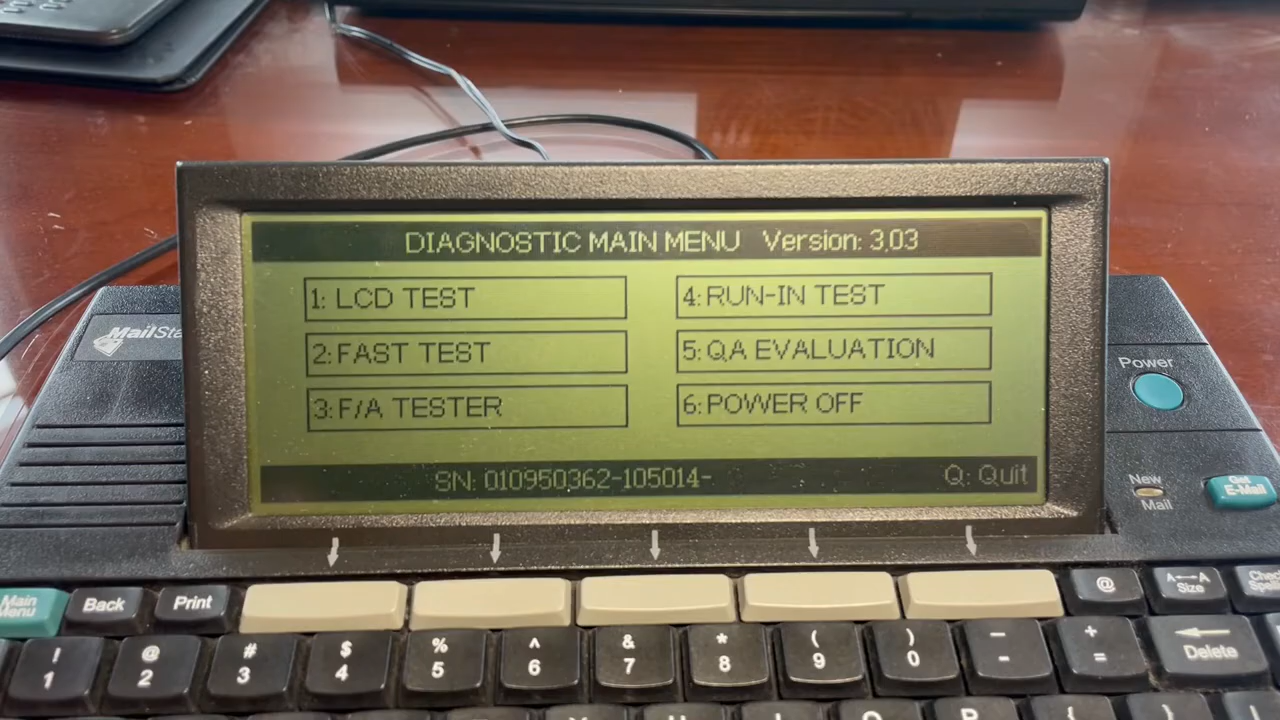 DIAGNOSTIC MAIN MENU Version: 3.03
1: LCD TEST
2: FAST TEST
3: F/A TESTER
4: RUN-IN TEST
5: QA EVALUATION
6: POWER OFF
SN: 010950362-105014-
Q: Quit
Power
New
Mail
Get
E-Mail
Main
Menu
Back
Print
@
A↔A
Size
! 1
@ 2
# 3
$ 4
% 5
^ 6
& 7
* 8
( 9
) 0
– -
+ =
Delete